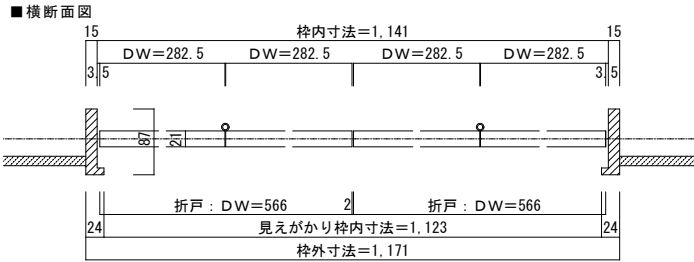 ■横断面図
15 枠内寸法=1,141 15
DW=282.5 DW=282.5 DW=282.5 DW=282.5
3.5 3.5
87 21
折戸：DW=566 2 折戸：DW=566
24 見えがかり枠内寸法=1,123 24
枠外寸法=1,171